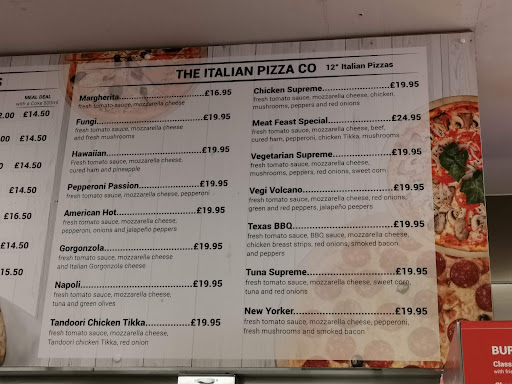 S
MEAL DEAL
with a Coke 500ml
2.00 £14.50
£14.50
£14.50
£16.50
£14.50
15.50
THE ITALIAN PIZZA CO 12" Italian Pizzas
Margherita................£16.95
fresh tomato sauce, mozzarella cheese
Fungi................£19.95
fresh tomato sauce, mozzarella cheese
and fresh mushrooms
Hawaiian................£19.95
fresh tomato sauce, mozzarella cheese,
cured ham and pineapple
Pepperoni Passion................£19.95
fresh tomato sauce, mozzarella cheese, pepperoni
American Hot................£19.95
fresh tomato sauce, mozzarella cheese,
pepperoni, onions and jalapeño peppers
Gorgonzola................£19.95
fresh tomato sauce, mozzarella cheese
and Italian Gorgonzola cheese
Napoli................£19.95
fresh tomato sauce, mozzarella cheese,
tuna and green olives
Tandoori Chicken Tikka................£19.95
fresh tomato sauce, mozzarella cheese,
Tandoori chicken Tikka, red onion
Chicken Supreme................£19.95
fresh tomato sauce, mozzarella cheese, chicken,
mushrooms, peppers and red onions
Meat Feast Special................£24.95
fresh tomato sauce, mozzarella cheese, beef,
cured ham, pepperoni, chicken Tikka, mushrooms
Vegetarian Supreme................£19.95
fresh tomato sauce, mozzarella cheese,
mushrooms, peppers, red onions, sweet corn
Vegi Volcano................£19.95
fresh tomato sauce, mozzarella cheese, red onions,
green and red peppers, jalapeño peepers
Texas BBQ................£19.95
fresh tomato sauce, BBQ sauce, mozzarella cheese,
chicken breast strips, red onions, smoked bacon
and peppers
Tuna Supreme................£19.95
fresh tomato sauce, mozzarella cheese, sweet corn,
tuna and red onions
New Yorker................£19.95
fresh tomato sauce, mozzarella cheese, pepperoni,
fresh mushrooms and smoked bacon
BUR
Class